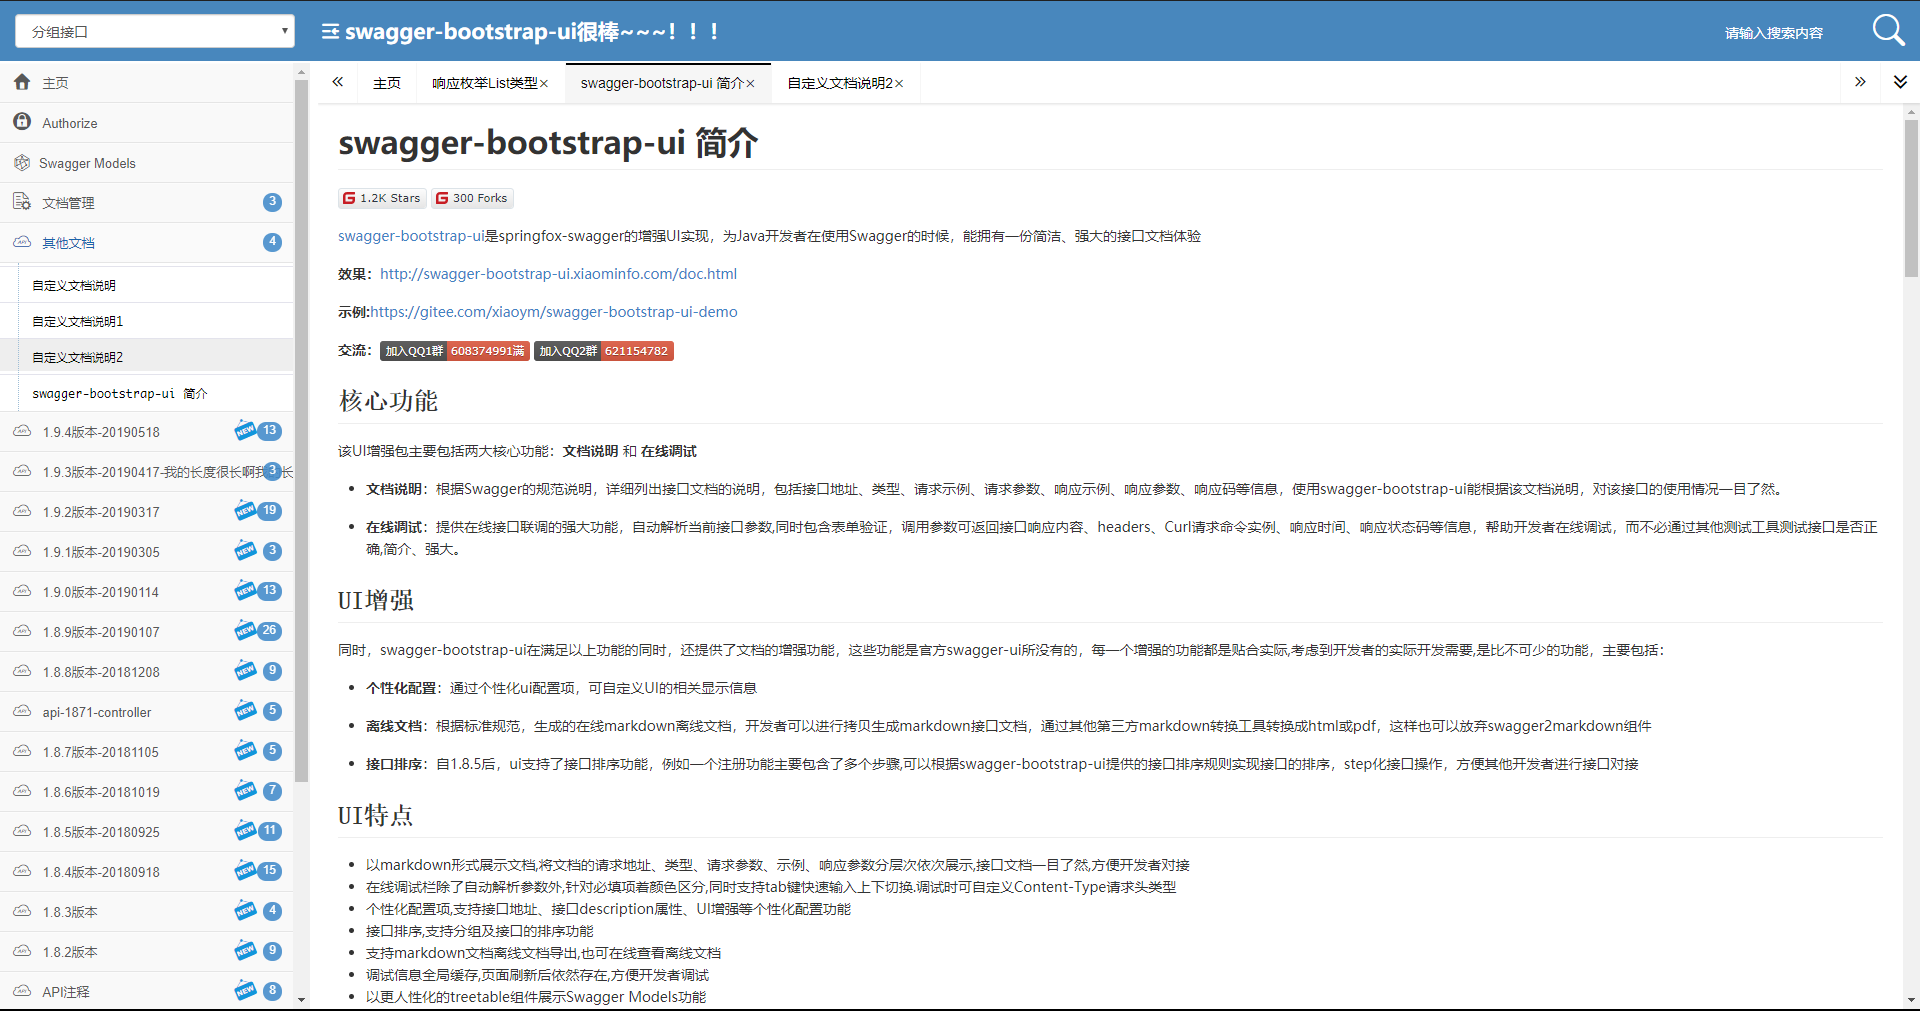 分组接口
swagger-bootstrap-ui很棒~~~！！！
请输入搜索内容
主页
Authorize
Swagger Models
文档管理 3
其他文档 4
自定义文档说明
自定义文档说明1
自定义文档说明2
swagger-bootstrap-ui 简介
1.9.4版本-20190518 NEW 13
1.9.3版本-20190417-我的长度很长啊我 3 长
1.9.2版本-20190317 NEW 19
1.9.1版本-20190305 NEW 3
1.9.0版本-20190114 NEW 13
1.8.9版本-20190107 NEW 26
1.8.8版本-20181208 NEW 9
api-1871-controller NEW 5
1.8.7版本-20181105 NEW 5
1.8.6版本-20181019 NEW 7
1.8.5版本-20180925 NEW 11
1.8.4版本-20180918 NEW 15
1.8.3版本 NEW 4
1.8.2版本 NEW 9
API注释 NEW 8
主页 响应枚举List类型× swagger-bootstrap-ui 简介× 自定义文档说明2×
swagger-bootstrap-ui 简介
G 1.2K Stars G 300 Forks
swagger-bootstrap-ui是springfox-swagger的增强UI实现，为Java开发者在使用Swagger的时候，能拥有一份简洁、强大的接口文档体验
效果：http://swagger-bootstrap-ui.xiaominfo.com/doc.html
示例:https://gitee.com/xiaoym/swagger-bootstrap-ui-demo
交流：加入QQ1群 608374991满 加入QQ2群 621154782
核心功能
该UI增强包主要包括两大核心功能：文档说明 和 在线调试
• 文档说明：根据Swagger的规范说明，详细列出接口文档的说明，包括接口地址、类型、请求示例、请求参数、响应示例、响应参数、响应码等信息，使用swagger-bootstrap-ui能根据该文档说明，对该接口的使用情况一目了然。
• 在线调试：提供在线接口联调的强大功能，自动解析当前接口参数,同时包含表单验证，调用参数可返回接口响应内容、headers、Curl请求命令实例、响应时间、响应状态码等信息，帮助开发者在线调试，而不必通过其他测试工具测试接口是否正
确,简介、强大。
UI增强
同时，swagger-bootstrap-ui在满足以上功能的同时，还提供了文档的增强功能，这些功能是官方swagger-ui所没有的，每一个增强的功能都是贴合实际,考虑到开发者的实际开发需要,是比不可少的功能，主要包括：
• 个性化配置：通过个性化ui配置项，可自定义UI的相关显示信息
• 离线文档：根据标准规范，生成的在线markdown离线文档，开发者可以进行拷贝生成markdown接口文档，通过其他第三方markdown转换工具转换成html或pdf，这样也可以放弃swagger2markdown组件
• 接口排序：自1.8.5后，ui支持了接口排序功能，例如一个注册功能主要包含了多个步骤,可以根据swagger-bootstrap-ui提供的接口排序规则实现接口的排序，step化接口操作，方便其他开发者进行接口对接
UI特点
• 以markdown形式展示文档,将文档的请求地址、类型、请求参数、示例、响应参数分层次依次展示,接口文档一目了然,方便开发者对接
• 在线调试栏除了自动解析参数外,针对必填项着颜色区分,同时支持tab键快速输入上下切换.调试时可自定义Content-Type请求头类型
• 个性化配置项,支持接口地址、接口description属性、UI增强等个性化配置功能
• 接口排序,支持分组及接口的排序功能
• 支持markdown文档离线文档导出,也可在线查看离线文档
• 调试信息全局缓存,页面刷新后依然存在,方便开发者调试
• 以更人性化的treetable组件展示Swagger Models功能